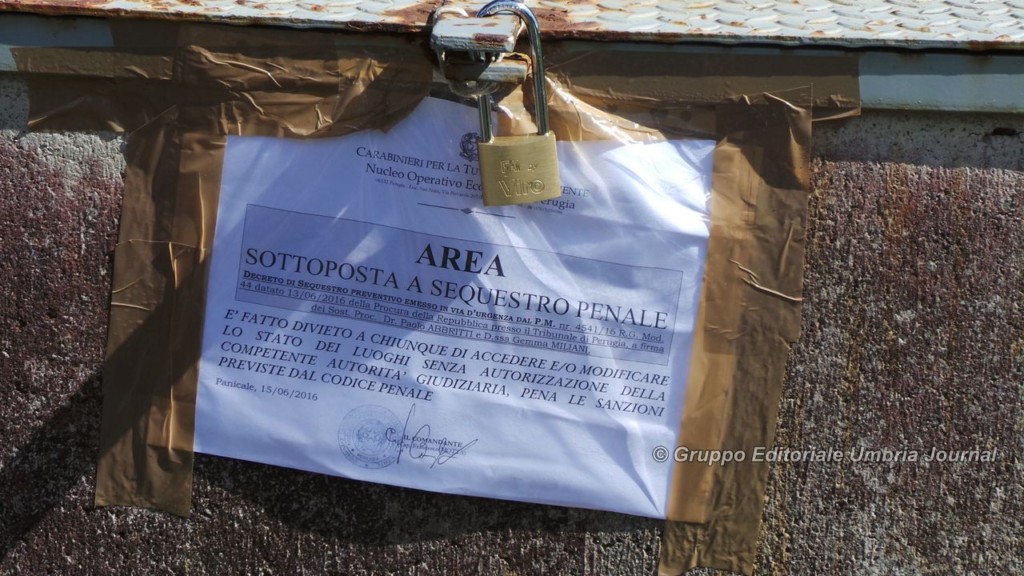 CARABINIERI PER LA TU
Nucleo Operativo Eco
Perugia
Viro
AREA
SOTTOPOSTA A SEQUESTRO PENALE
DECRETO DI SEQUESTRO PREVENTIVO EMESSO IN VIA D'URGENZA DAL P.M. nr. 4541/16 R.G. Mod.
44 datato 13/06/2016 della Procura della Repubblica presso il Tribunale di Perugia, a firma
dei Sost. Proc. Dr. Paolo ABBRITTI e D.ssa Gemma MILIANI
E' FATTO DIVIETO A CHIUNQUE DI ACCEDERE E/O MODIFICARE
LO STATO DEI LUOGHI SENZA AUTORIZZAZIONE DELLA
COMPETENTE AUTORITA' GIUDIZIARIA, PENA LE SANZIONI
PREVISTE DAL CODICE PENALE
Panicale, 15/06/2016
IL COMANDANTE
© Gruppo Editoriale Umbria Journal